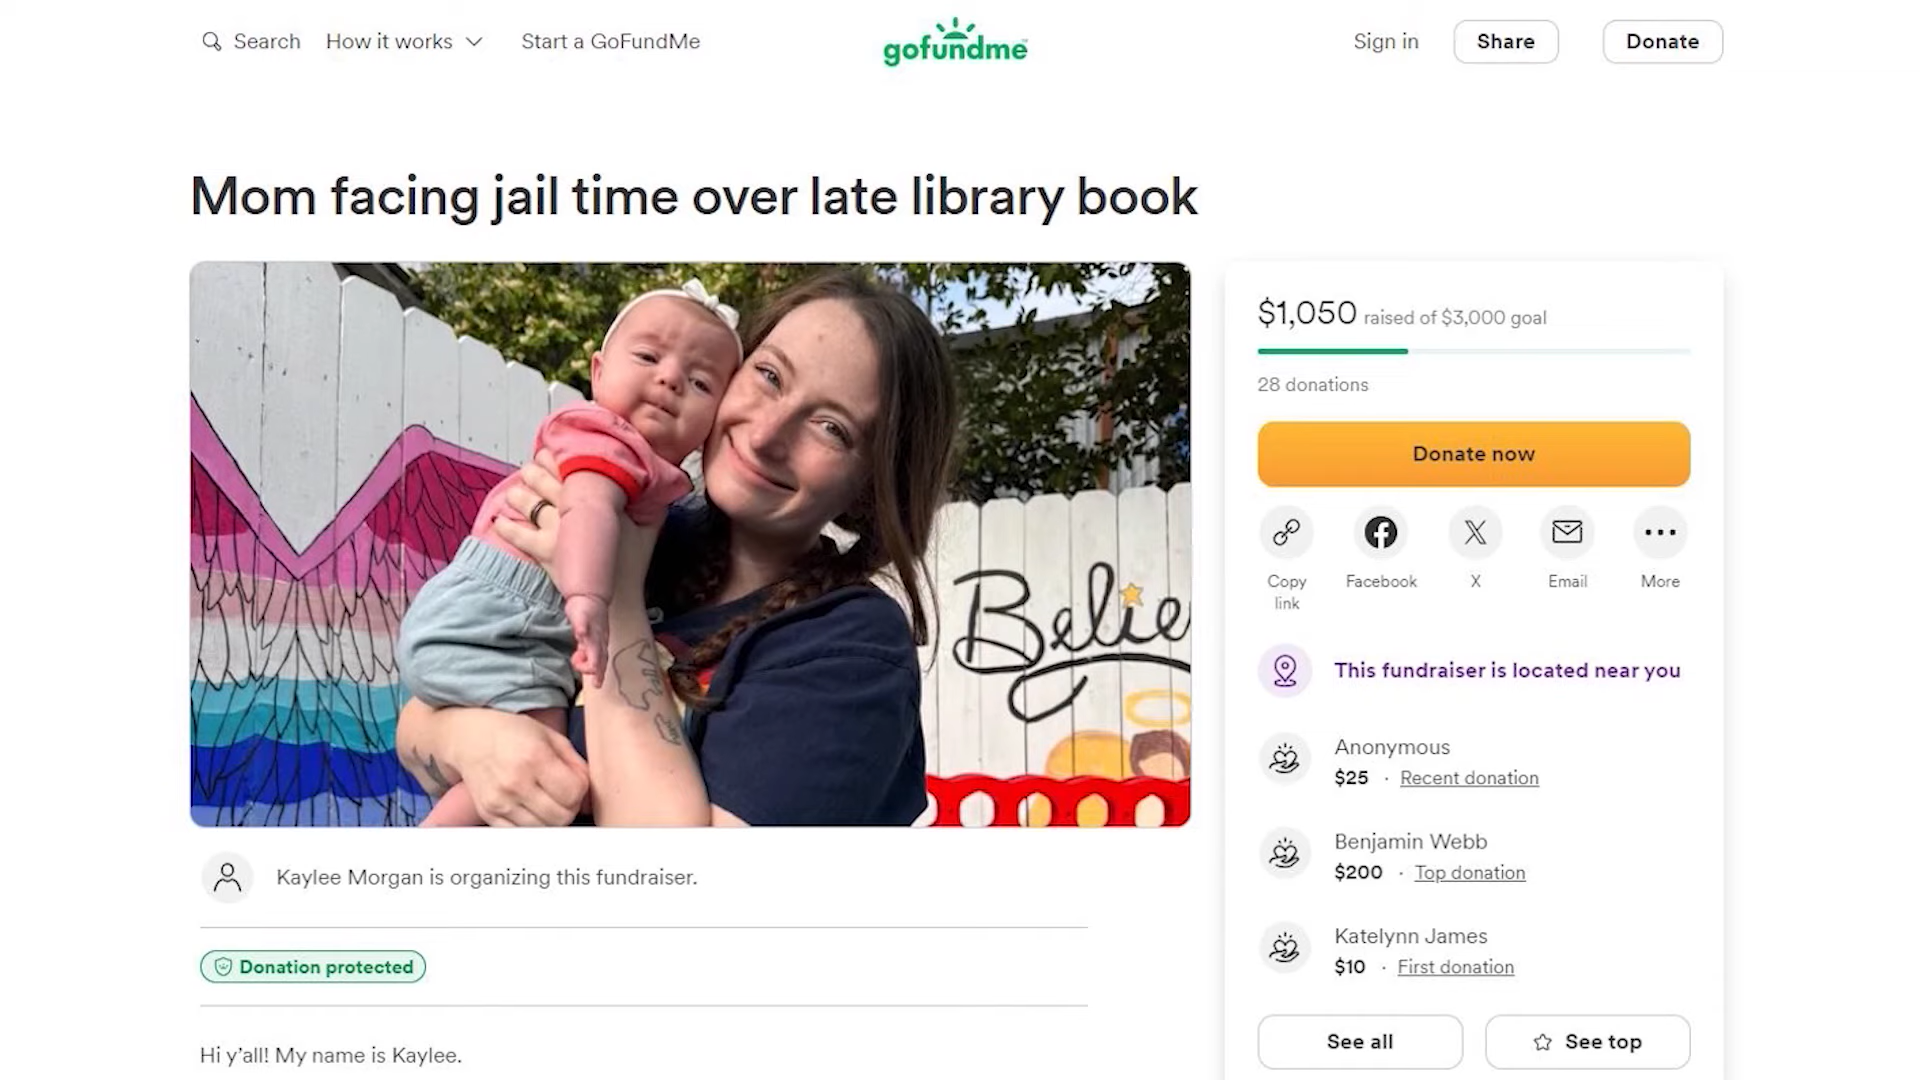 Search
How it works
Start a GoFundMe
gofundme
Sign in
Share
Donate
Mom facing jail time over late library book
Belie
$1,050 raised of $3,000 goal
28 donations
Donate now
Copy link
Facebook
X
Email
More
This fundraiser is located near you
Anonymous
$25 · Recent donation
Benjamin Webb
$200 · Top donation
Katelynn James
$10 · First donation
See all
See top
Kaylee Morgan is organizing this fundraiser.
Donation protected
Hi y’all! My name is Kaylee.